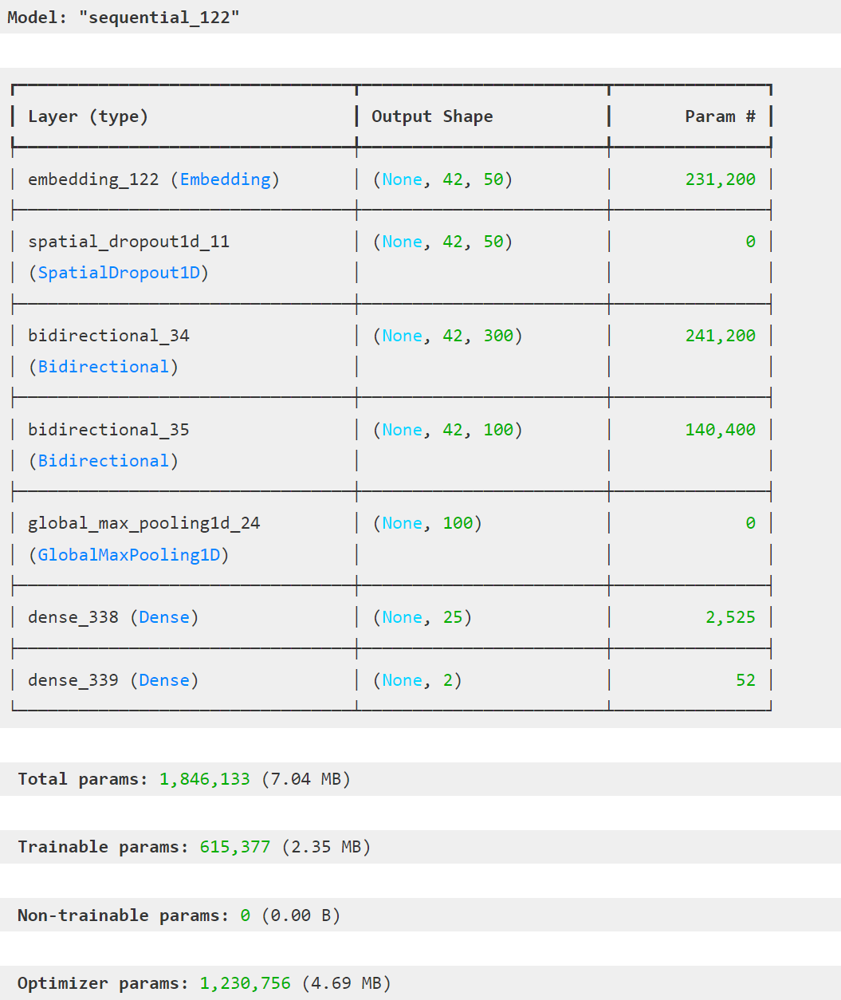 Model: "sequential_122"
Layer (type) Output Shape Param #
embedding_122 (Embedding) (None, 42, 50) 231,200
spatial_dropout1d_11 (None, 42, 50) 0
(SpatialDropout1D)
bidirectional_34 (None, 42, 300) 241,200
(Bidirectional)
bidirectional_35 (None, 42, 100) 140,400
(Bidirectional)
global_max_pooling1d_24 (None, 100) 0
(GlobalMaxPooling1D)
dense_338 (Dense) (None, 25) 2,525
dense_339 (Dense) (None, 2) 52
Total params: 1,846,133 (7.04 MB)
Trainable params: 615,377 (2.35 MB)
Non-trainable params: 0 (0.00 B)
Optimizer params: 1,230,756 (4.69 MB)